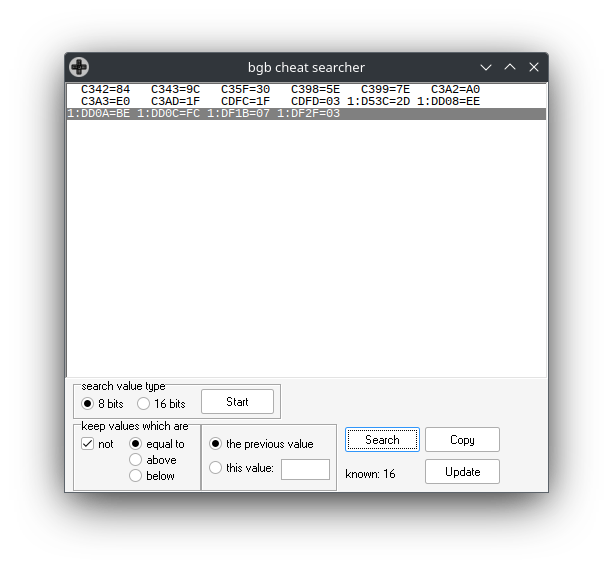 bgb cheat searcher
C342=84 C343=9C C35F=30 C398=5E C399=7E C3A2=A0
C3A3=E0 C3AD=1F CDFC=1F CDFD=03 1:D53C=2D 1:DD08=EE
1:DD0A=BE 1:DD0C=FC 1:DF1B=07 1:DF2F=03
search value type
8 bits 16 bits Start
keep values which are
not equal to the previous value Search Copy
above
this value: known: 16 Update
below